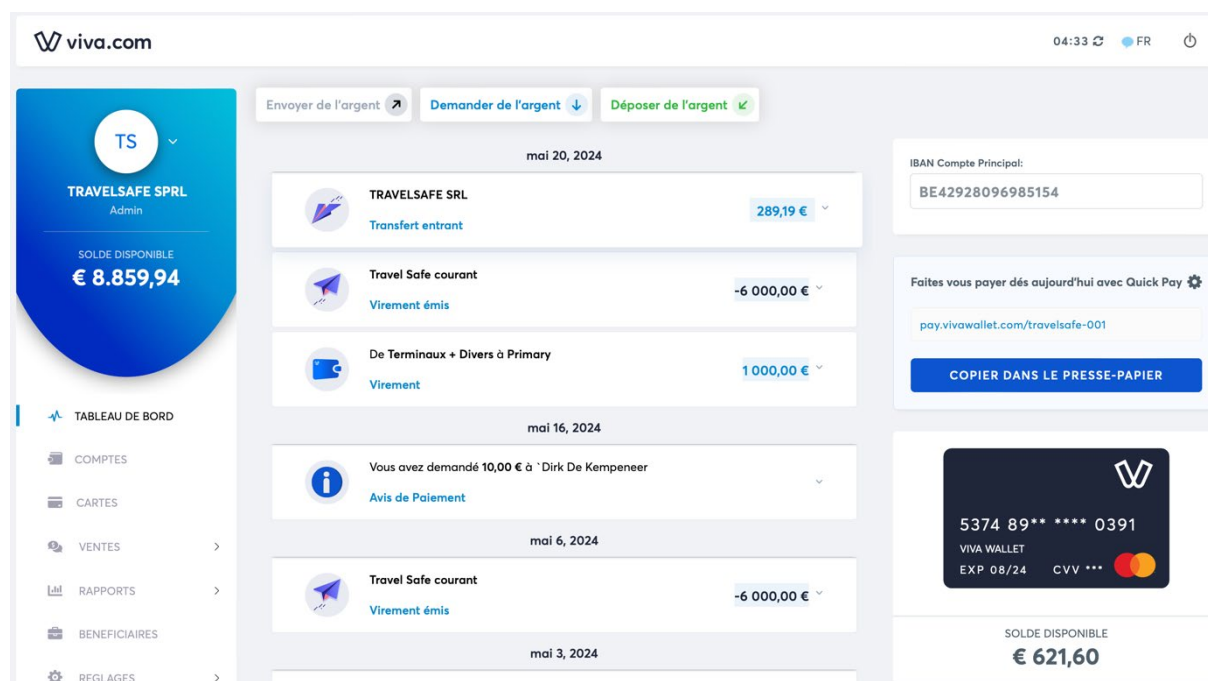 viva.com
04:33 FR
TS
TRAVELSAFE SPRL
Admin
SOLDE DISPONIBLE
€ 8.859,94
TABLEAU DE BORD
COMPTES
CARTES
VENTES
RAPPORTS
BENEFICIAIRES
REGLAGES
Envoyer de l'argent
Demander de l'argent
Déposer de l'argent
mai 20, 2024
TRAVELSAFE SRL
Transfert entrant
289,19 €
Travel Safe courant
Virement émis
-6 000,00 €
De Terminaux + Divers à Primary
Virement
1 000,00 €
mai 16, 2024
Vous avez demandé 10,00 € à `Dirk De Kempeneer
Avis de Paiement
mai 6, 2024
Travel Safe courant
Virement émis
-6 000,00 €
mai 3, 2024
IBAN Compte Principal:
BE42928096985154
Faites vous payer dés aujourd'hui avec Quick Pay
pay.vivawallet.com/travelsafe-001
COPIER DANS LE PRESSE-PAPIER
5374 89** **** 0391
VIVA WALLET
EXP 08/24 CVV ***
SOLDE DISPONIBLE
€ 621,60